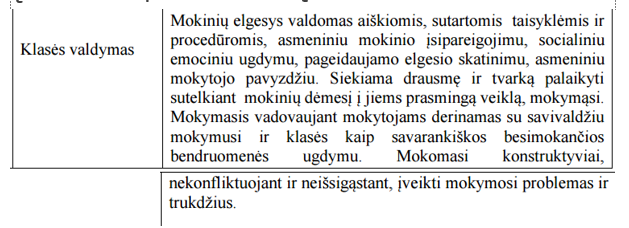 Klasės valdymas
Mokinių elgesys valdomas aiškiomis, sutartomis taisyklėmis ir
procedūromis, asmeniniu mokinio įsipareigojimu, socialiniu
emociniu ugdymu, pageidaujamo elgesio skatinimu, asmeniniu
mokytojo pavyzdžiu. Siekiama drausmę ir tvarką palaikyti
sutelkiant mokinių dėmesį į jiems prasmingą veiklą, mokymąsi.
Mokymasis vadovaujant mokytojams derinamas su savivaldžiu
mokymusi ir klasės kaip savarankiškos besimokančios
bendruomenės ugdymu. Mokomasi konstruktyviai,
nekonfliktuojant ir neišsigąstant, įveikti mokymosi problemas ir
trukdžius.